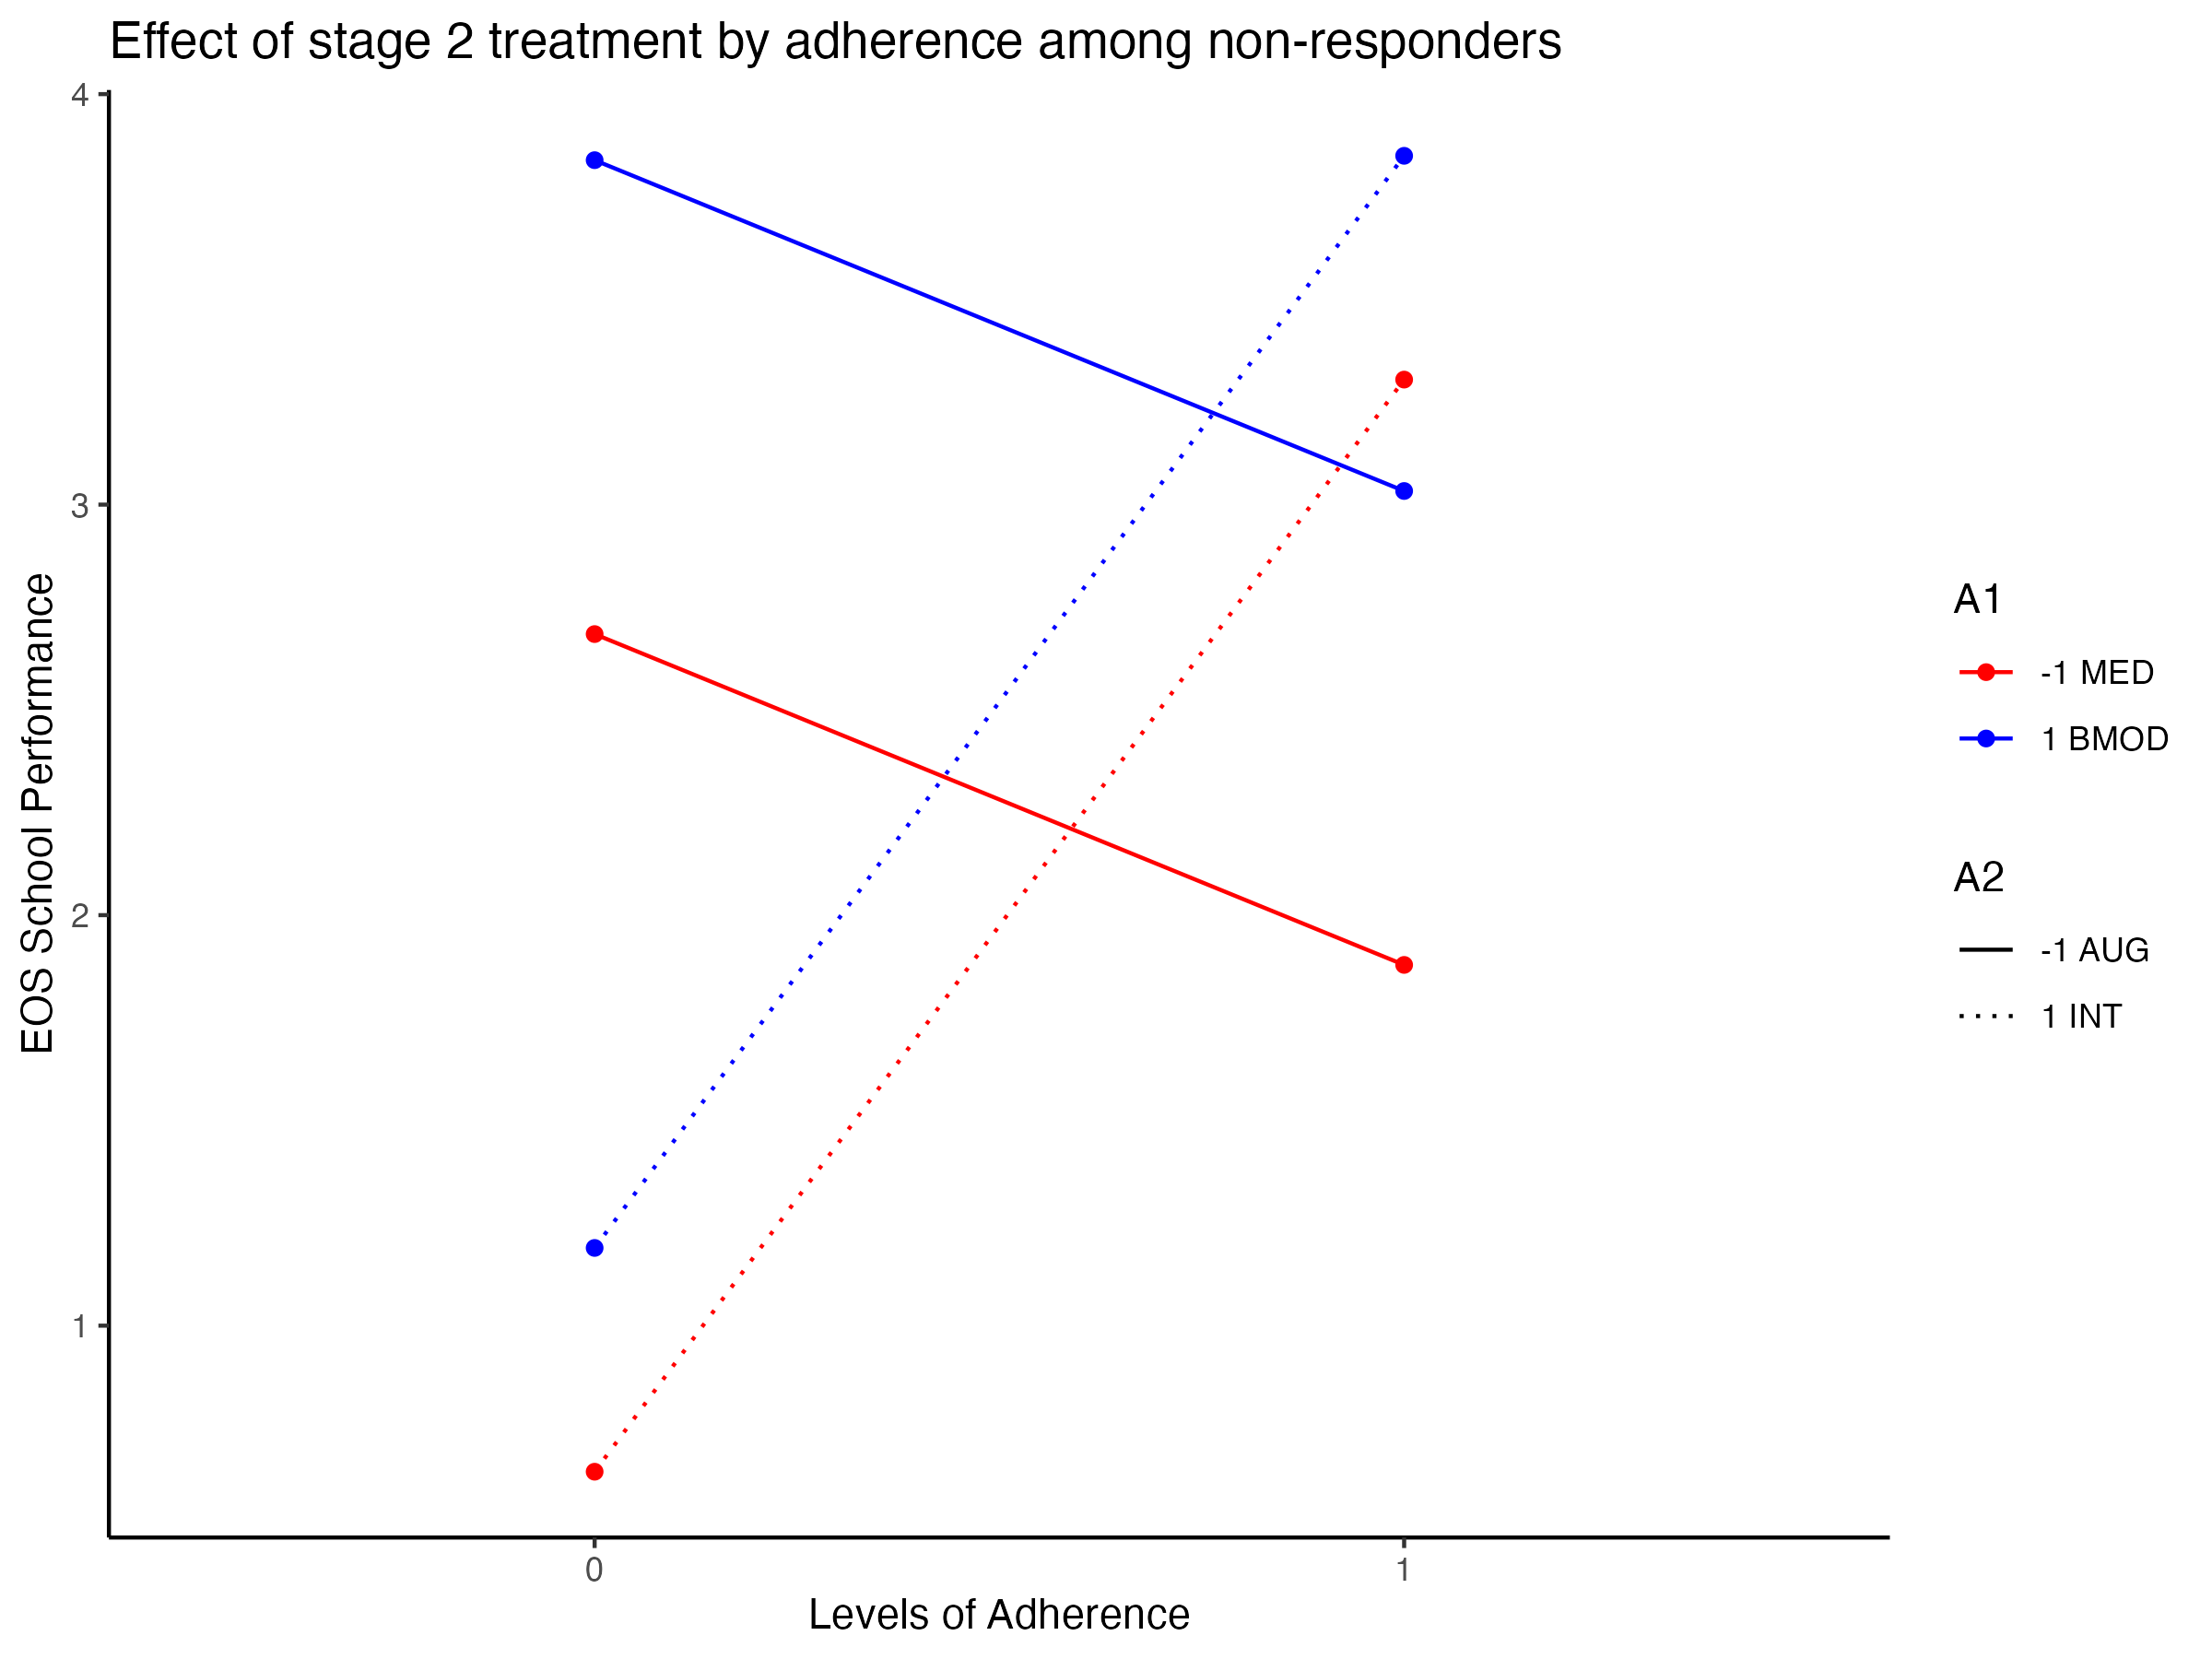 Effect of stage 2 treatment by adherence among non-responders
4
3
2
1
EOS School Performance
0
1
Levels of Adherence
A1
-1 MED
1 BMOD
A2
-1 AUG
1 INT